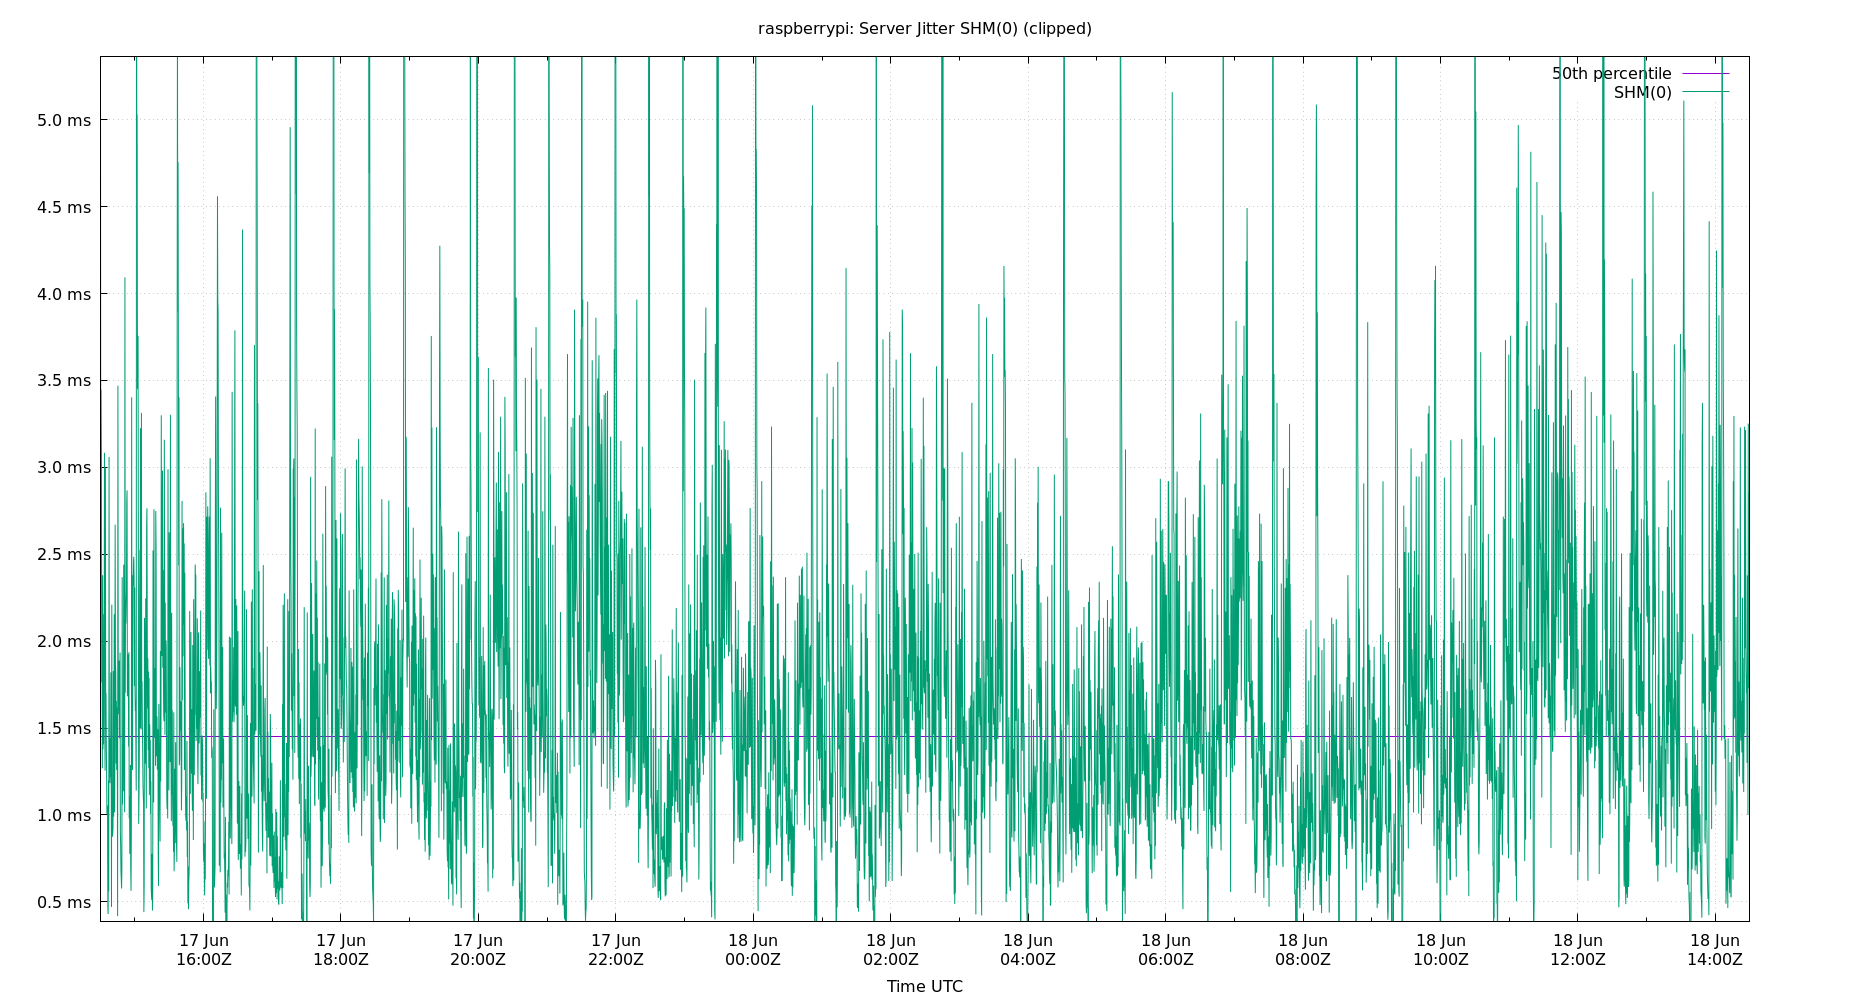 raspberrypi: Server Jitter SHM(0) (clipped)
50th percentile
SHM(0)
5.0 ms
4.5 ms
4.0 ms
3.5 ms
3.0 ms
2.5 ms
2.0 ms
1.5 ms
1.0 ms
0.5 ms
17 Jun 17 Jun 17 Jun 17 Jun 18 Jun 18 Jun 18 Jun 18 Jun 18 Jun 18 Jun 18 Jun 18 Jun
16:00Z 18:00Z 20:00Z 22:00Z 00:00Z 02:00Z 04:00Z 06:00Z 08:00Z 10:00Z 12:00Z 14:00Z
Time UTC